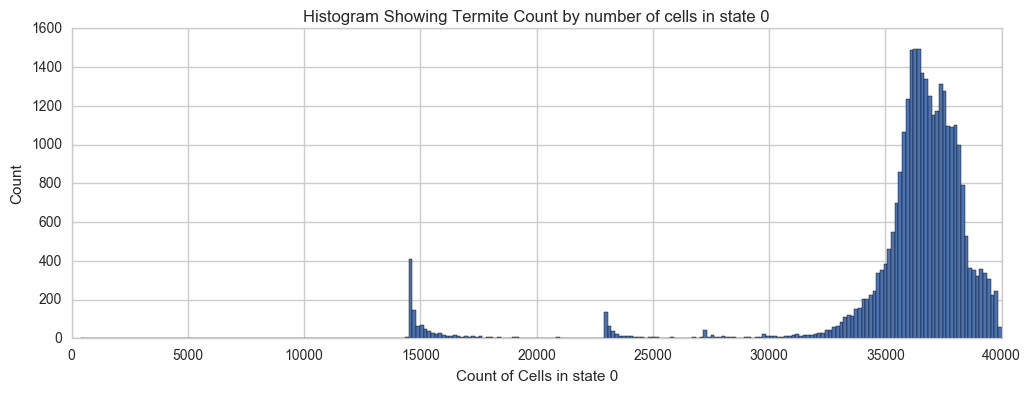 Histogram Showing Termite Count by number of cells in state 0
1600
1400
1200
1000
800
600
400
200
0
Count
0 5000 10000 15000 20000 25000 30000 35000 40000
Count of Cells in state 0